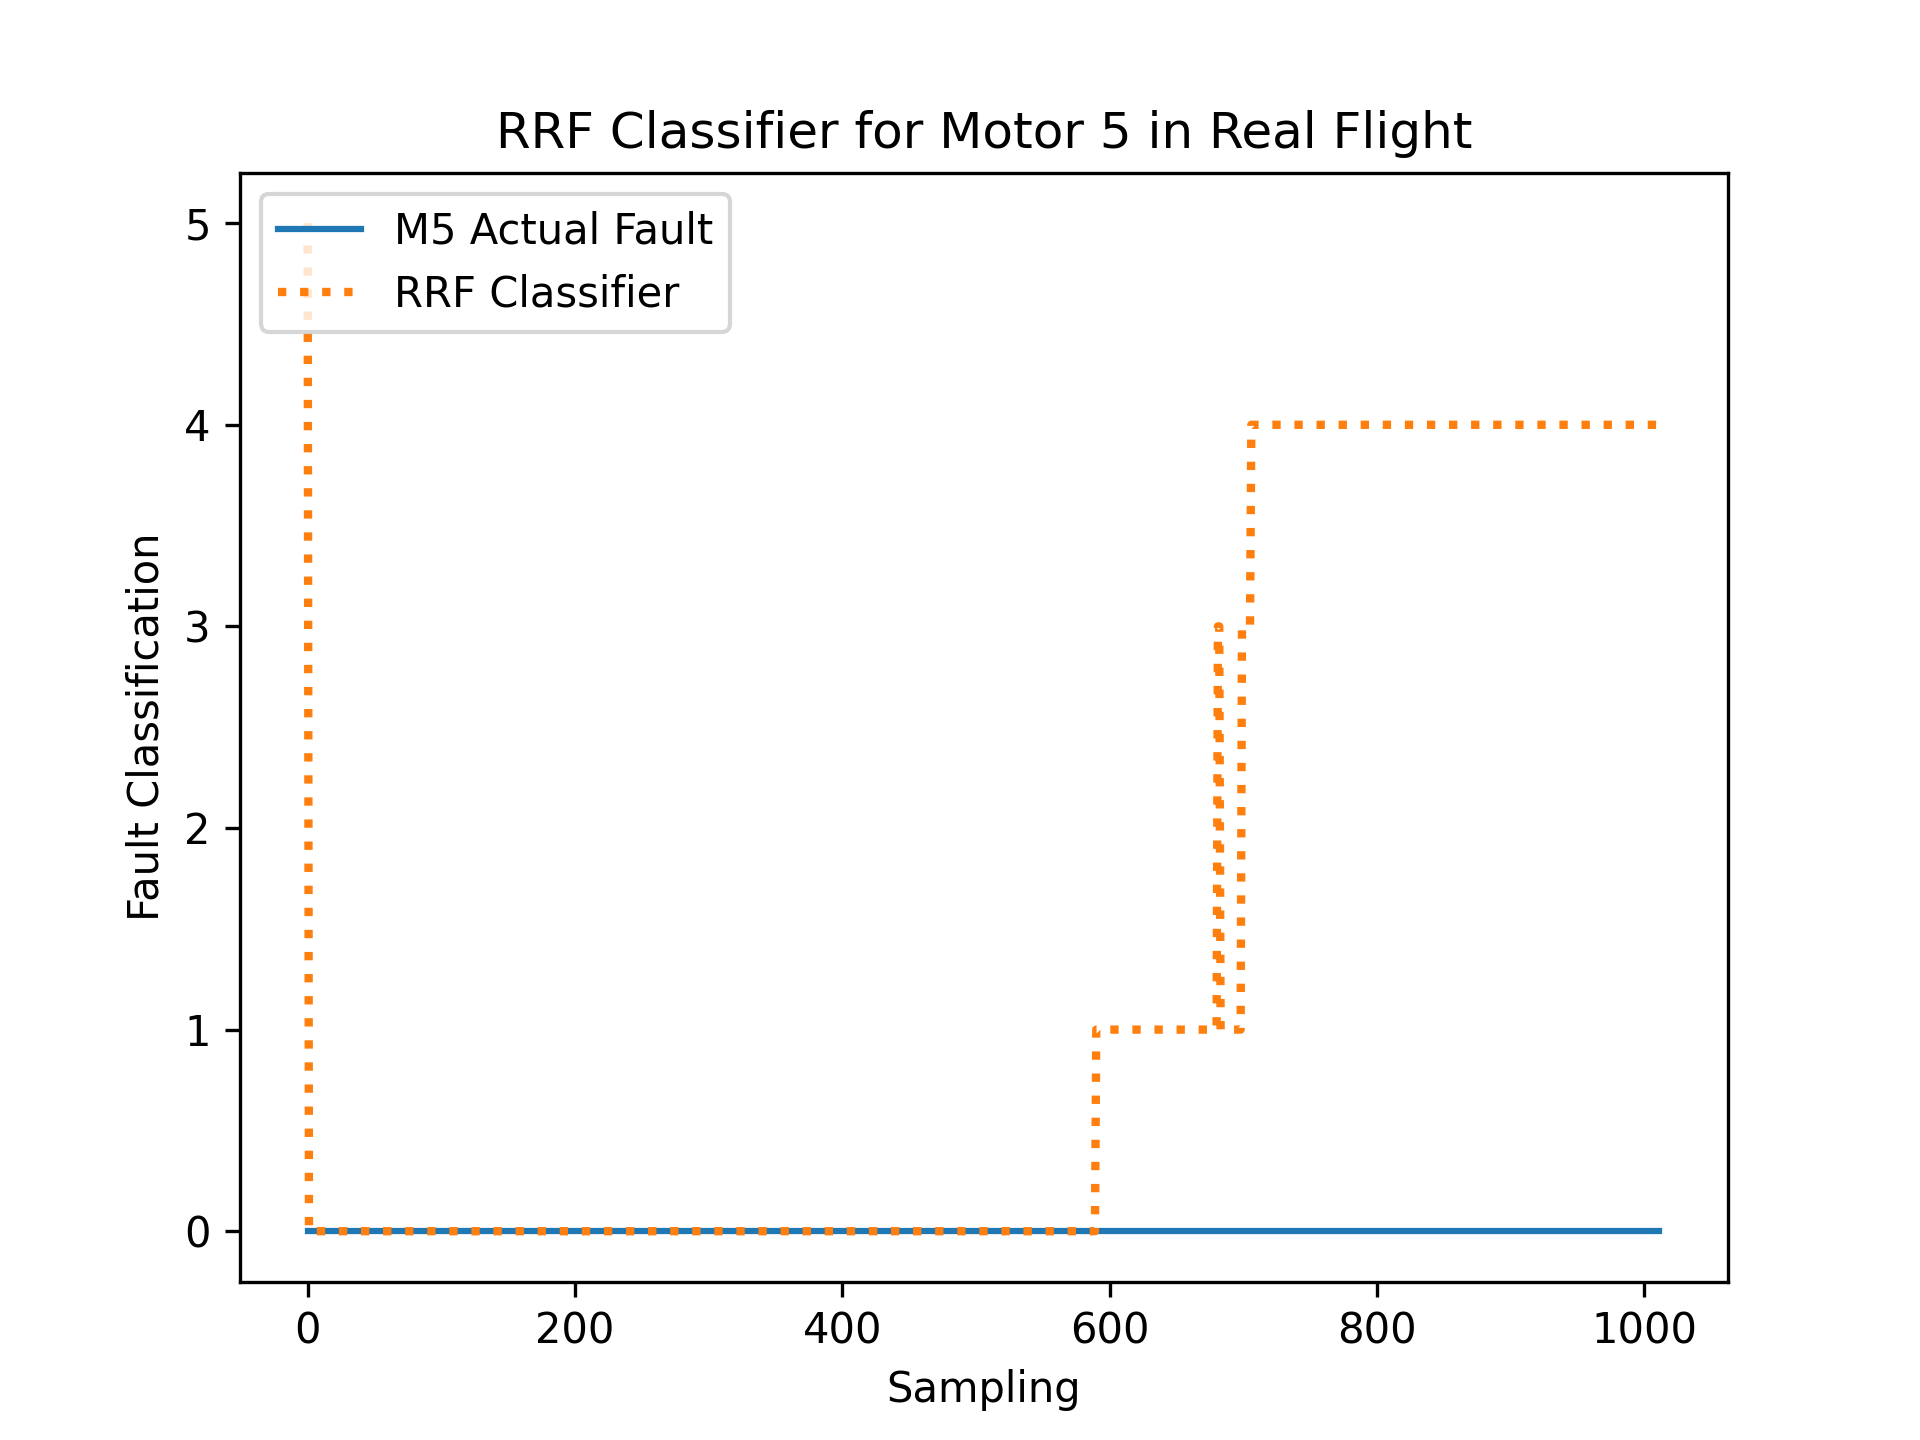 RRF Classifier for Motor 5 in Real Flight
M5 Actual Fault
RRF Classifier
5
4
3
2
1
0
Fault Classification
0 200 400 600 800 1000
Sampling